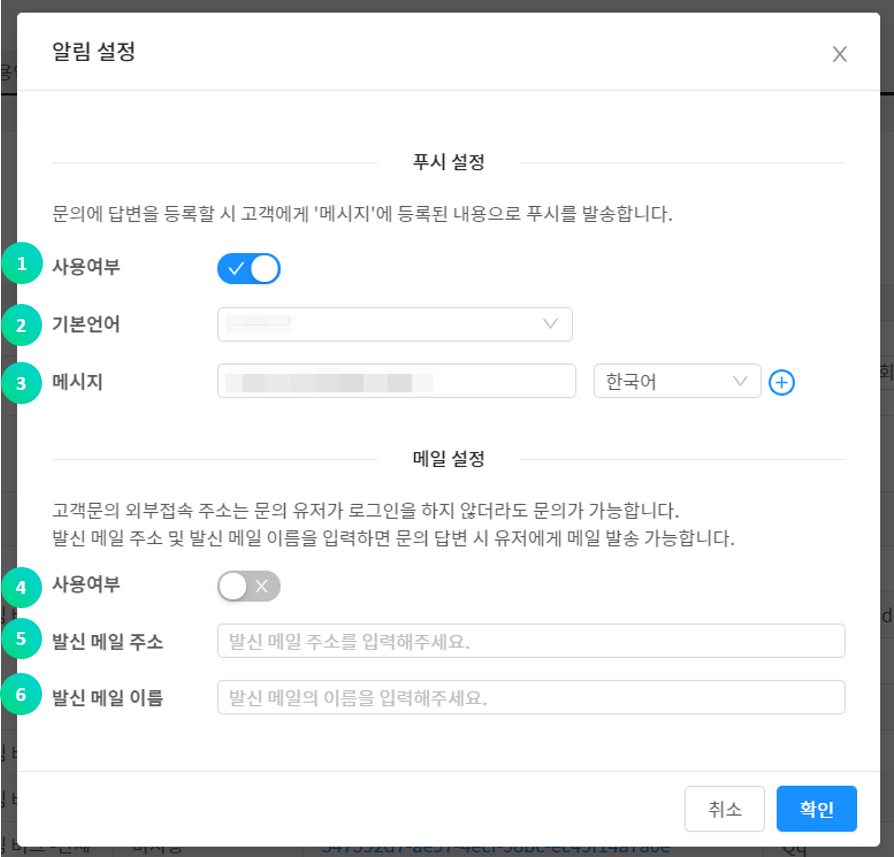 알림 설정
푸시 설정
문의에 답변을 등록할 시 고객에게 '메시지'에 등록된 내용으로 푸시를 발송합니다.
1 사용여부
2 기본언어
3 메시지 한국어
메일 설정
고객문의 외부접속 주소는 문의 유저가 로그인을 하지 않더라도 문의가 가능합니다.
발신 메일 주소 및 발신 메일 이름을 입력하면 문의 답변 시 유저에게 메일 발송 가능합니다.
4 사용여부
5 발신 메일 주소 발신 메일 주소를 입력해주세요.
6 발신 메일 이름 발신 메일의 이름을 입력해주세요.
취소 확인